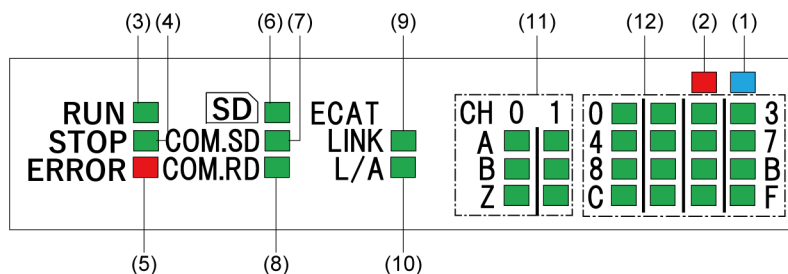 (3) (4) (6) (7) (9) (11) (12) (2) (1)
RUN SD ECAT CH 0 1 0 3
STOP COM.SD LINK A 4 7
ERROR COM.RD L/A B 8 B
Z C F
(5) (8) (10)